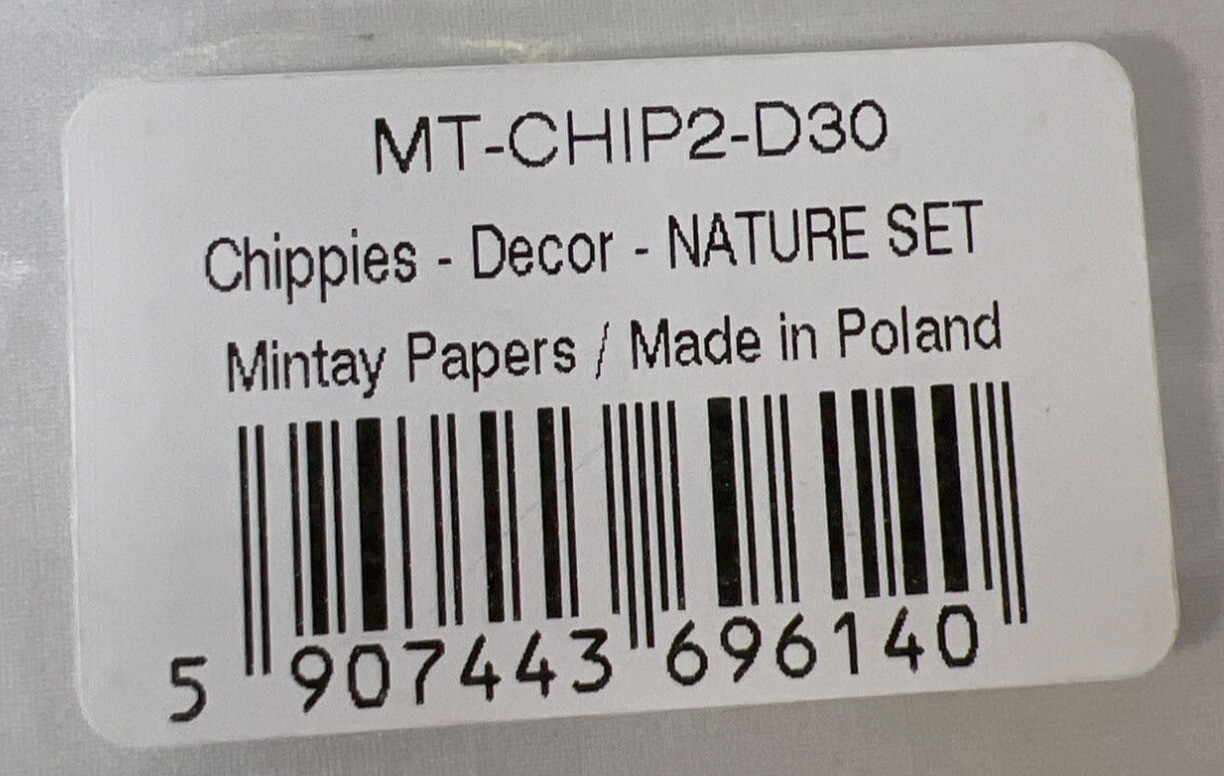 MT-CHIP2-D30
Chippies - Decor - NATURE SET
Mintay Papers / Made in Poland
5 907443 696140